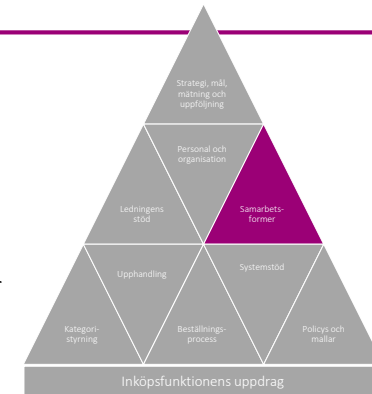 Strategi, mål,
mätning och
uppföljning
Personal och
organisation
Ledningens
stöd
Samarbets-
former
Upphandling
Systemstöd
Kategori-
styrning
Beställnings-
process
Policys och
mallar
Inköpsfunktionens uppdrag